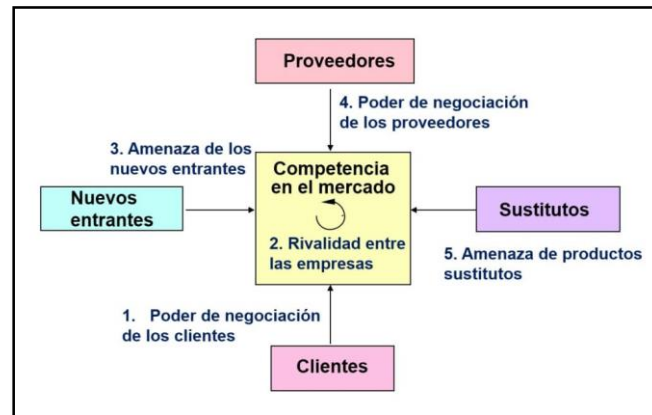 Proveedores
4. Poder de negociación
de los proveedores
3. Amenaza de los
nuevos entrantes
Competencia
en el mercado
Nuevos
entrantes
Sustitutos
2. Rivalidad entre
las empresas
5. Amenaza de productos
sustitutos
1. Poder de negociación
de los clientes
Clientes